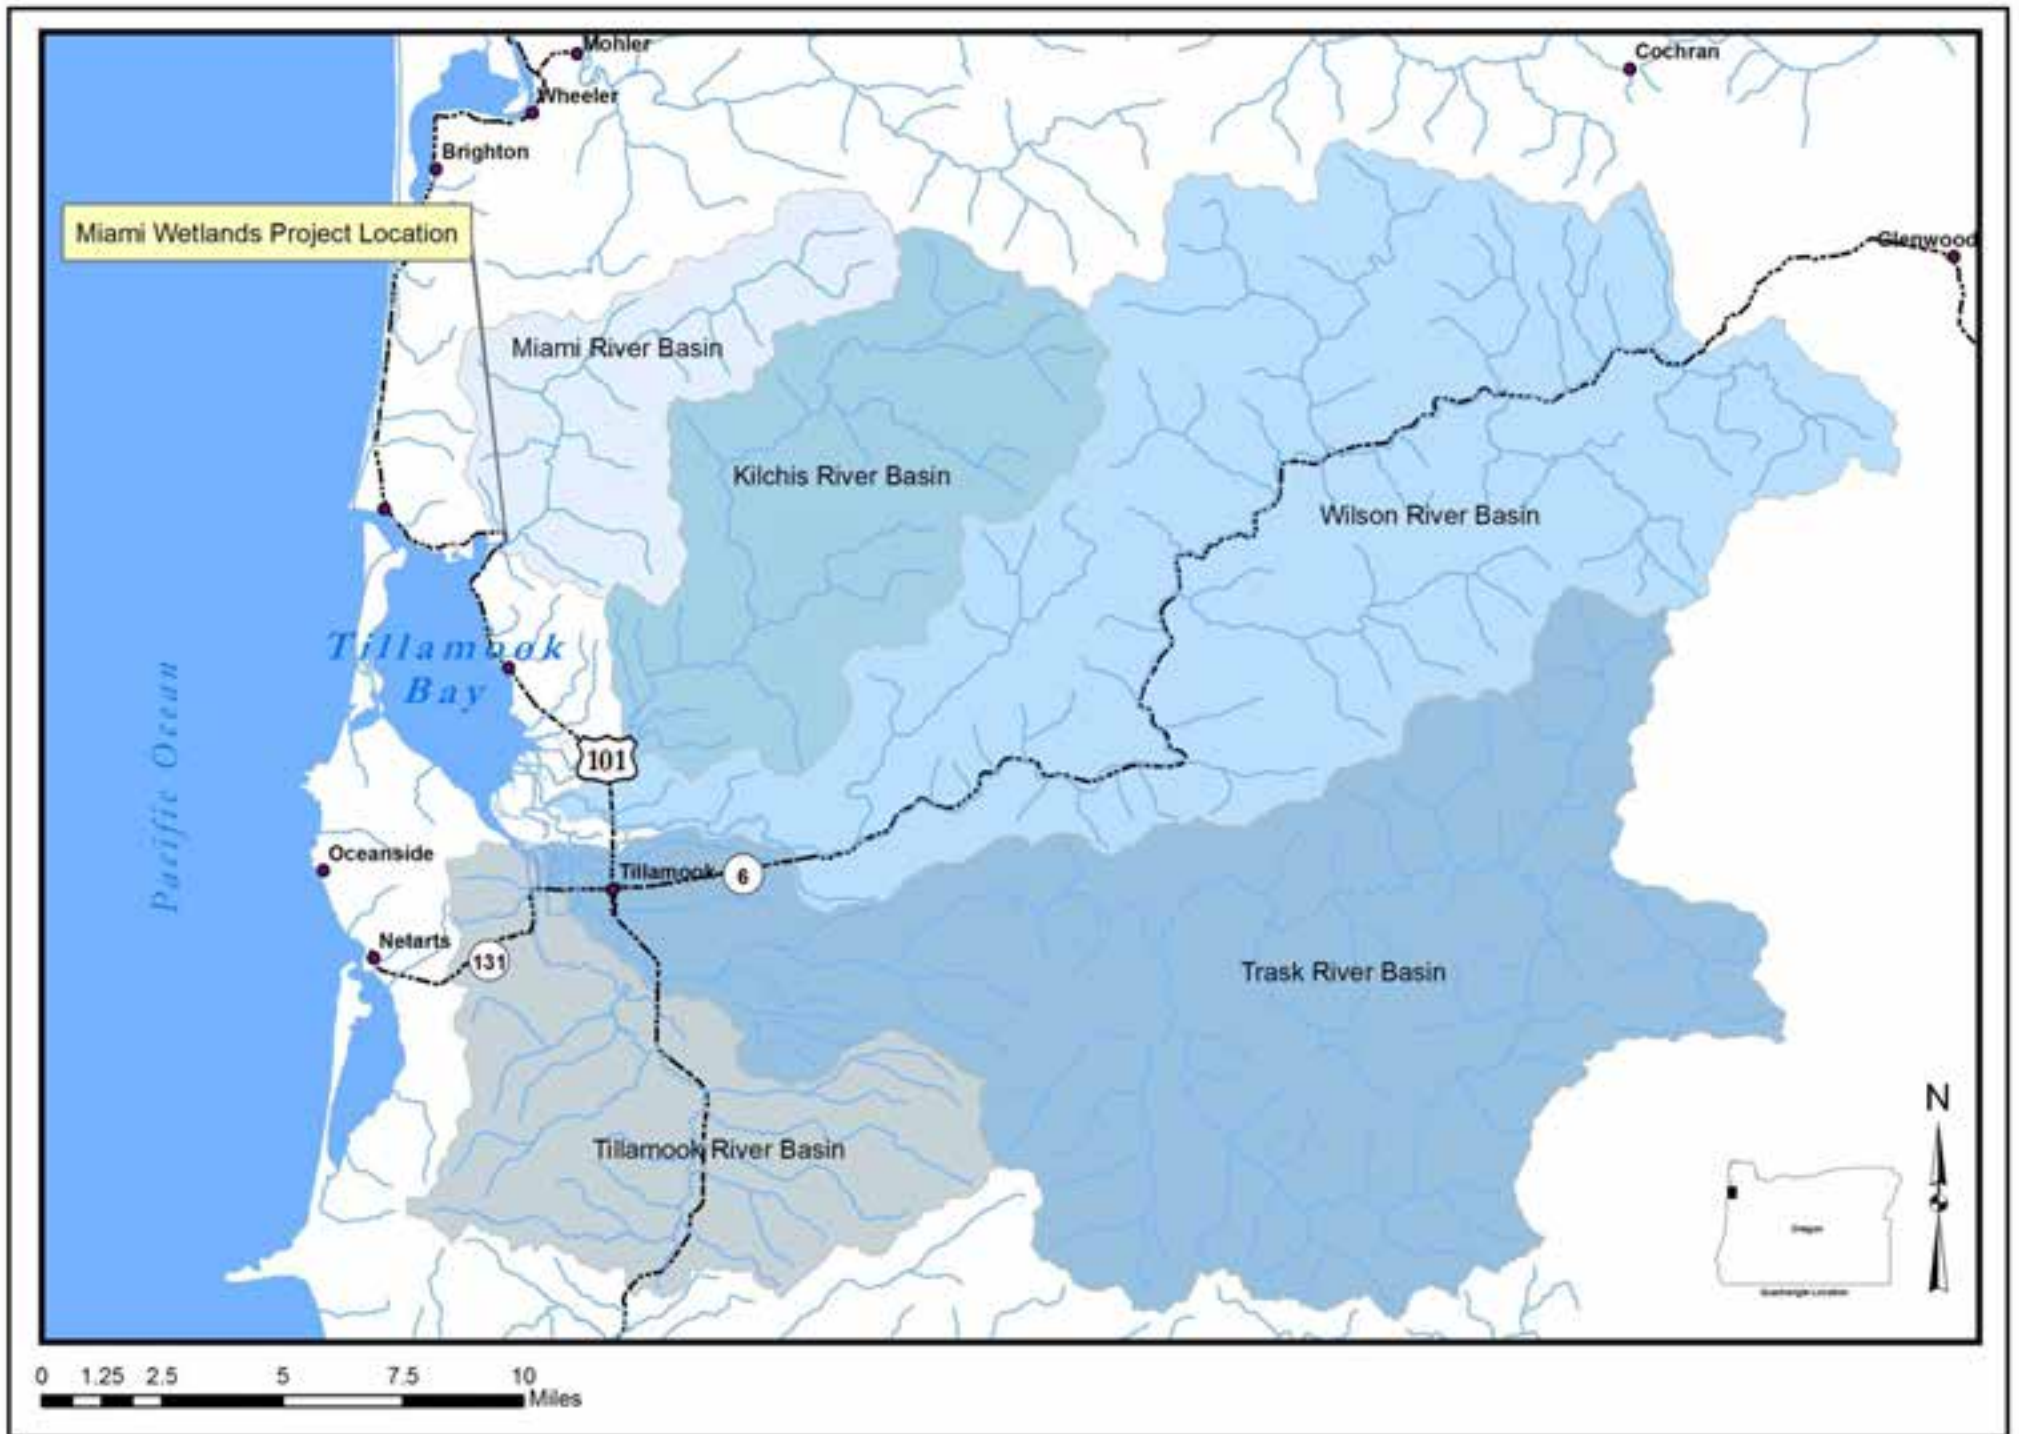 Mohler
Cochran
Wheeler
Brighton
Miami Wetlands Project Location
Glenwood
Miami River Basin
Kilchis River Basin
Wilson River Basin
Tillamook
Bay
Pacific Ocean
101
Oceanside
Tillamook
6
Netarts
131
Trask River Basin
Tillamook River Basin
N
Oregon
Quadrangle Location
0 1.25 2.5 5 7.5 10
Miles